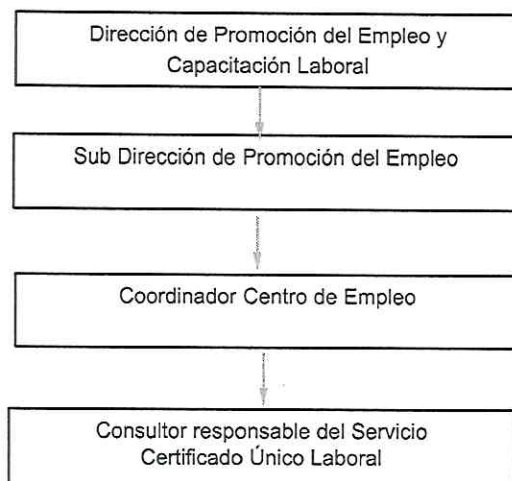 Dirección de Promoción del Empleo y
Capacitación Laboral
Sub Dirección de Promoción del Empleo
Coordinador Centro de Empleo
Consultor responsable del Servicio
Certificado Único Laboral